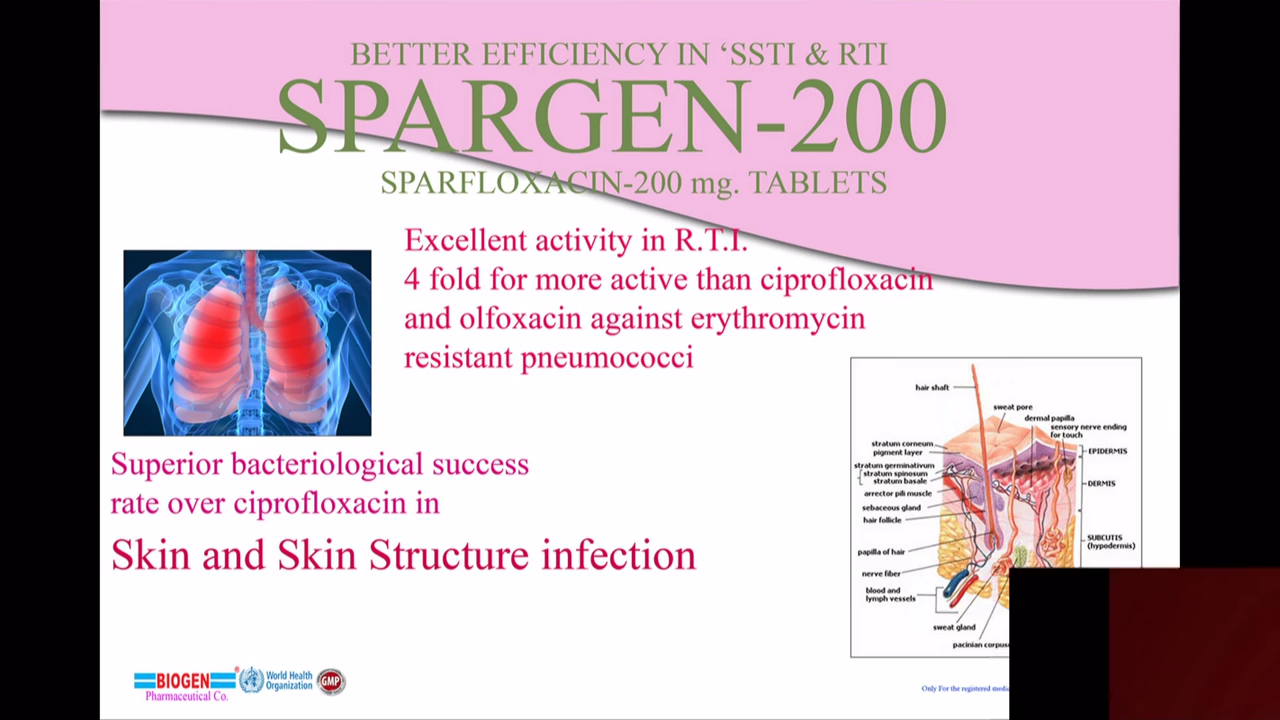 BETTER EFFICIENCY IN ‘SSTI & RTI
SPARGEN-200
SPARFLOXACIN-200 mg. TABLETS
Excellent activity in R.T.I.
4 fold for more active than ciprofloxacin
and olfoxacin against erythromycin
resistant pneumococci
Superior bacteriological success
rate over ciprofloxacin in
Skin and Skin Structure infection
hair shaft
sweat pore
dermal papilla
sensory nerve ending
for touch
stratum corneum
pigment layer
stratum germinativum
stratum spinosum
stratum basale
arrector pili muscle
sebaceous gland
hair follicle
papilla of hair
nerve fiber
blood and
lymph vessels
sweat gland
pacinian
EPIDERMIS
DERMIS
SUBCUTIS
(hypodermis)
BIOGEN®
Pharmaceutical Co.
World Health
Organization
GMP
Only For the registered